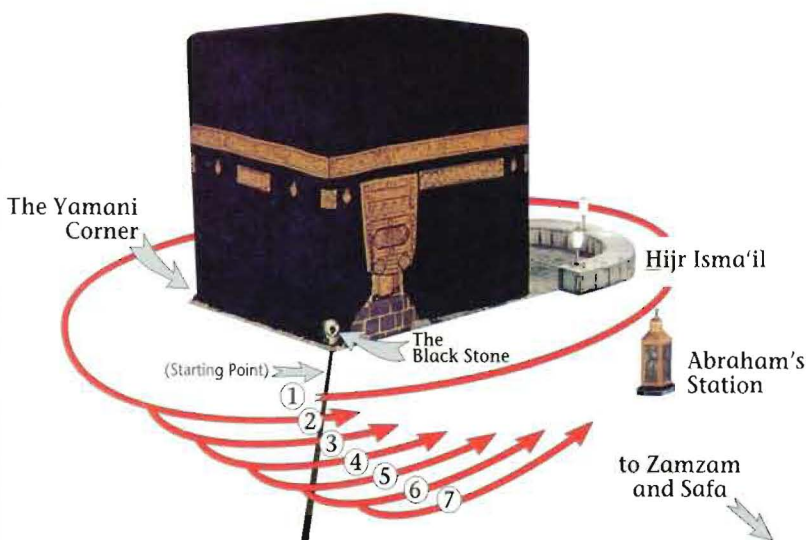 The Yamani
Corner
Hijr Isma‘il
The
Black Stone
(Starting Point)
Abraham's
Station
1
2
3
4
5
6
7
to Zamzam
and Safa